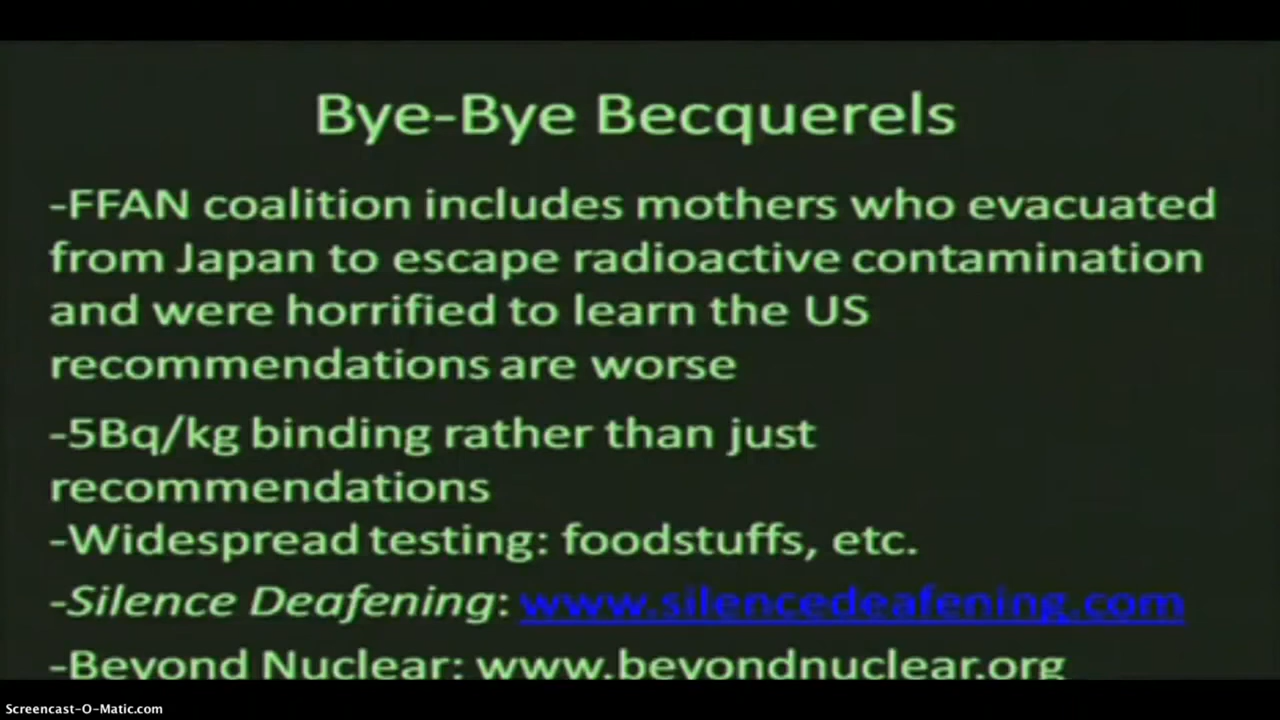 Bye-Bye Becquerels
-FFAN coalition includes mothers who evacuated
from Japan to escape radioactive contamination
and were horrified to learn the US
recommendations are worse
-5Bq/kg binding rather than just
recommendations
-Widespread testing: foodstuffs, etc.
-Silence Deafening: www.silencedeafening.com
-Beyond Nuclear: www.beyondnuclear.org
Screencast-O-Matic.com